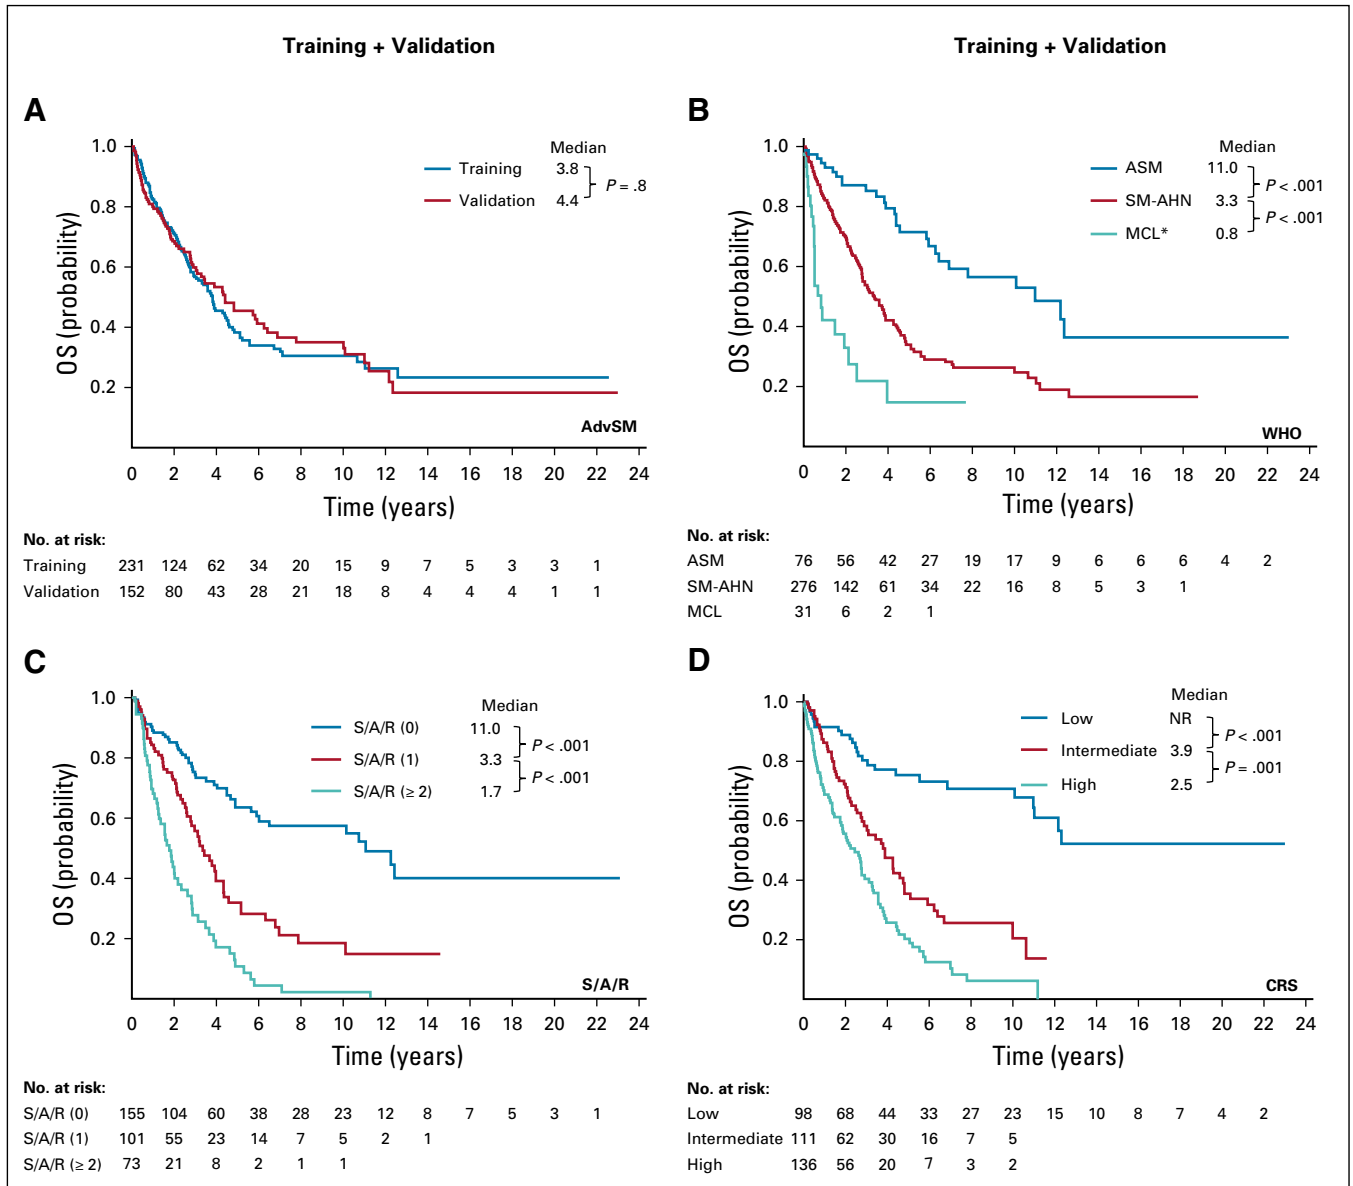 Training + Validation
Training + Validation
A
1.0
0.8
0.6
0.4
0.2
OS (probability)
Median
Training 3.8
Validation 4.4
P = .8
AdvSM
0 2 4 6 8 10 12 14 16 18 20 22 24
Time (years)
No. at risk:
Training 231 124 62 34 20 15 9 7 5 3 3 1
Validation 152 80 43 28 21 18 8 4 4 4 1 1
B
1.0
0.8
0.6
0.4
0.2
OS (probability)
Median
ASM 11.0
P < .001
SM-AHN 3.3
P < .001
MCL* 0.8
WHO
0 2 4 6 8 10 12 14 16 18 20 22 24
Time (years)
No. at risk:
ASM 76 56 42 27 19 17 9 6 6 6 4 2
SM-AHN 276 142 61 34 22 16 8 5 3 1
MCL 31 6 2 1
C
1.0
0.8
0.6
0.4
0.2
OS (probability)
Median
S/A/R (0) 11.0
P < .001
S/A/R (1) 3.3
P < .001
S/A/R (≥ 2) 1.7
S/A/R
0 2 4 6 8 10 12 14 16 18 20 22 24
Time (years)
No. at risk:
S/A/R (0) 155 104 60 38 28 23 12 8 7 5 3 1
S/A/R (1) 101 55 23 14 7 5 2 1
S/A/R (≥ 2) 73 21 8 2 1 1
D
1.0
0.8
0.6
0.4
0.2
OS (probability)
Median
Low NR
P < .001
Intermediate 3.9
P = .001
High 2.5
CRS
0 2 4 6 8 10 12 14 16 18 20 22 24
Time (years)
No. at risk:
Low 98 68 44 33 27 23 15 10 8 7 4 2
Intermediate 111 62 30 16 7 5
High 136 56 20 7 3 2